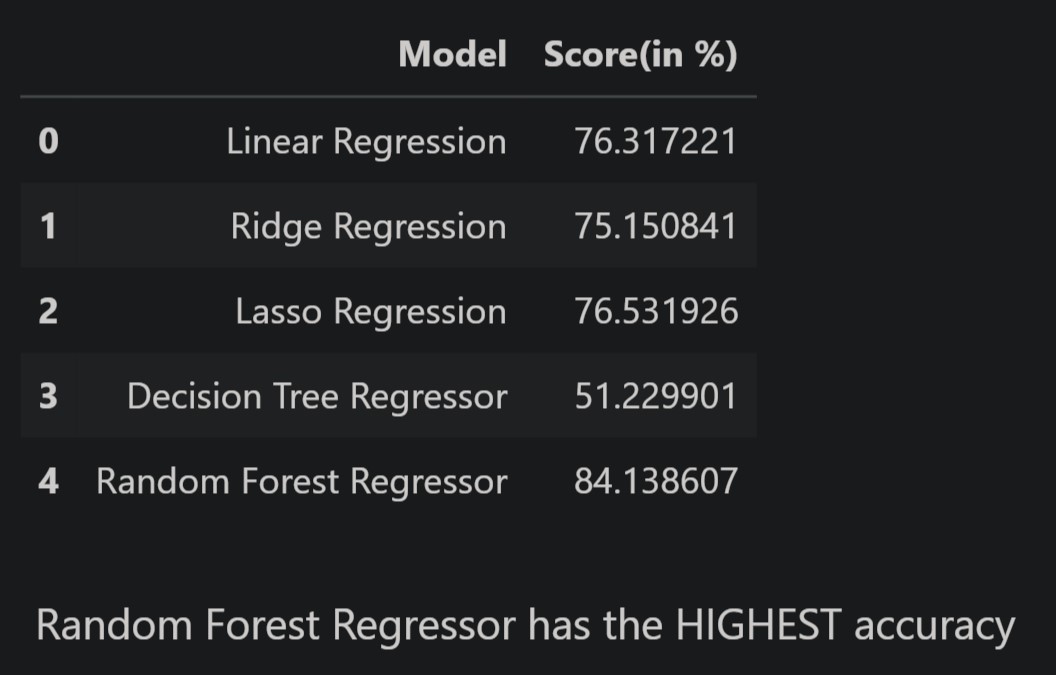 Model Score(in %)
0 Linear Regression 76.317221
1 Ridge Regression 75.150841
2 Lasso Regression 76.531926
3 Decision Tree Regressor 51.229901
4 Random Forest Regressor 84.138607
Random Forest Regressor has the HIGHEST accuracy